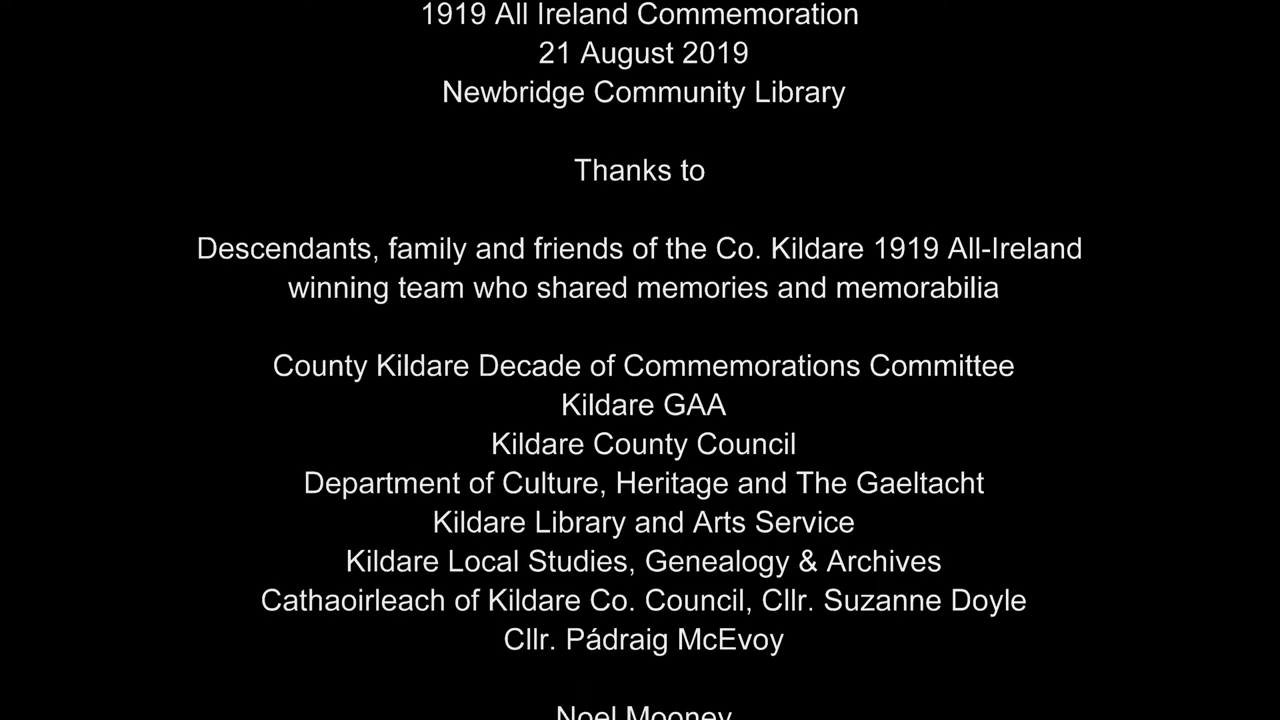 1919 All Ireland Commemoration
21 August 2019
Newbridge Community Library
Thanks to
Descendants, family and friends of the Co. Kildare 1919 All-Ireland
winning team who shared memories and memorabilia
County Kildare Decade of Commemorations Committee
Kildare GAA
Kildare County Council
Department of Culture, Heritage and The Gaeltacht
Kildare Library and Arts Service
Kildare Local Studies, Genealogy & Archives
Cathaoirleach of Kildare Co. Council, Cllr. Suzanne Doyle
Cllr. Pádraig McEvoy
Noel Mooney